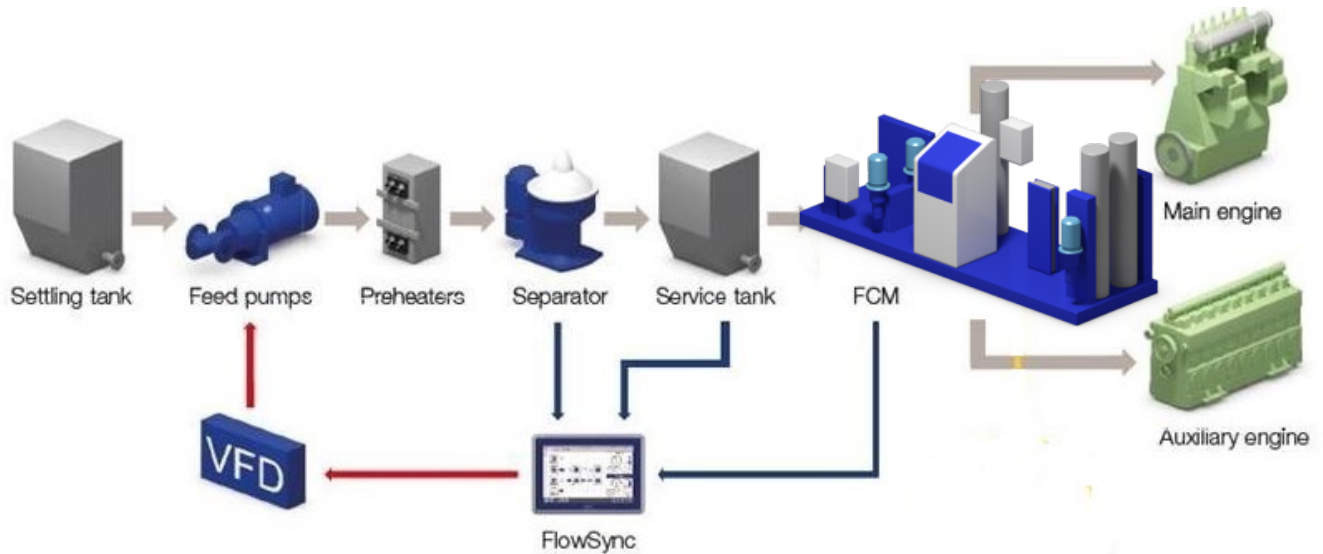 Main engine
Settling tank
Feed pumps
Preheaters
Separator
Service tank
FCM
Auxiliary engine
VFD
FlowSync